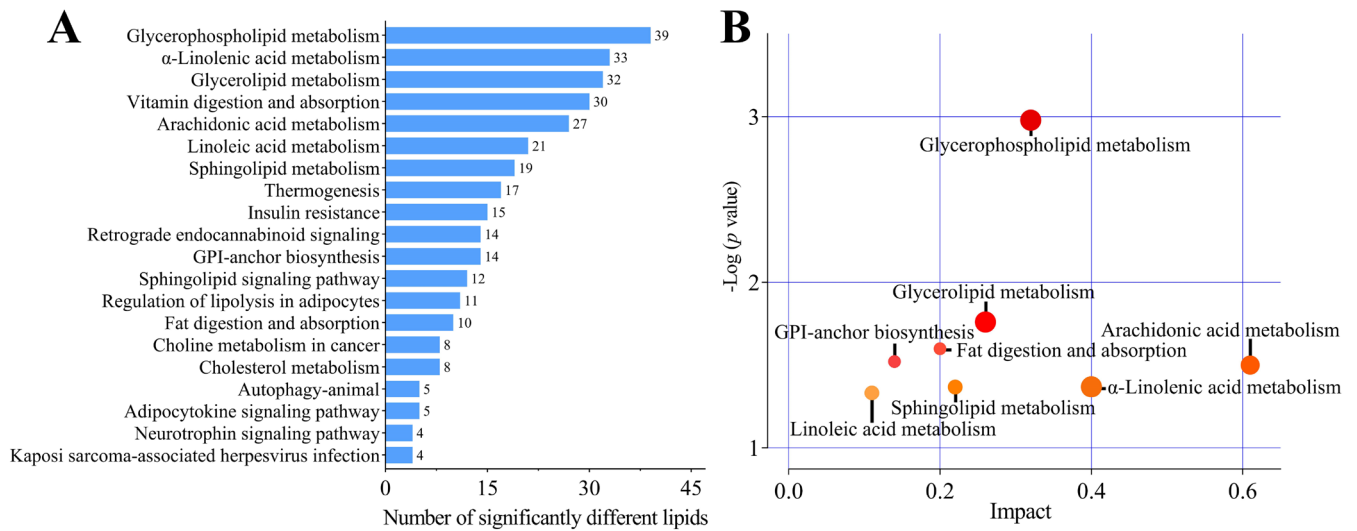 A
Glycerophospholipid metabolism 39
α-Linolenic acid metabolism 33
Glycerolipid metabolism 32
Vitamin digestion and absorption 30
Arachidonic acid metabolism 27
Linoleic acid metabolism 21
Sphingolipid metabolism 19
Thermogenesis 17
Insulin resistance 15
Retrograde endocannabinoid signaling 14
GPI-anchor biosynthesis 14
Sphingolipid signaling pathway 12
Regulation of lipolysis in adipocytes 11
Fat digestion and absorption 10
Choline metabolism in cancer 8
Cholesterol metabolism 8
Autophagy-animal 5
Adipocytokine signaling pathway 5
Neurotrophin signaling pathway 4
Kaposi sarcoma-associated herpesvirus infection 4
0 15 30 45
Number of significantly different lipids
B
-Log (p value)
3
Glycerophospholipid metabolism
2
Glycerolipid metabolism
GPI-anchor biosynthesis
Arachidonic acid metabolism
Fat digestion and absorption
α-Linolenic acid metabolism
Sphingolipid metabolism
Linoleic acid metabolism
1
0.0 0.2 0.4 0.6
Impact